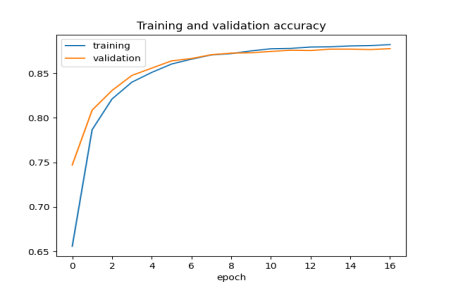 Training and validation accuracy
training
validation
0.85
0.80
0.75
0.70
0.65
0 2 4 6 8 10 12 14 16
epoch